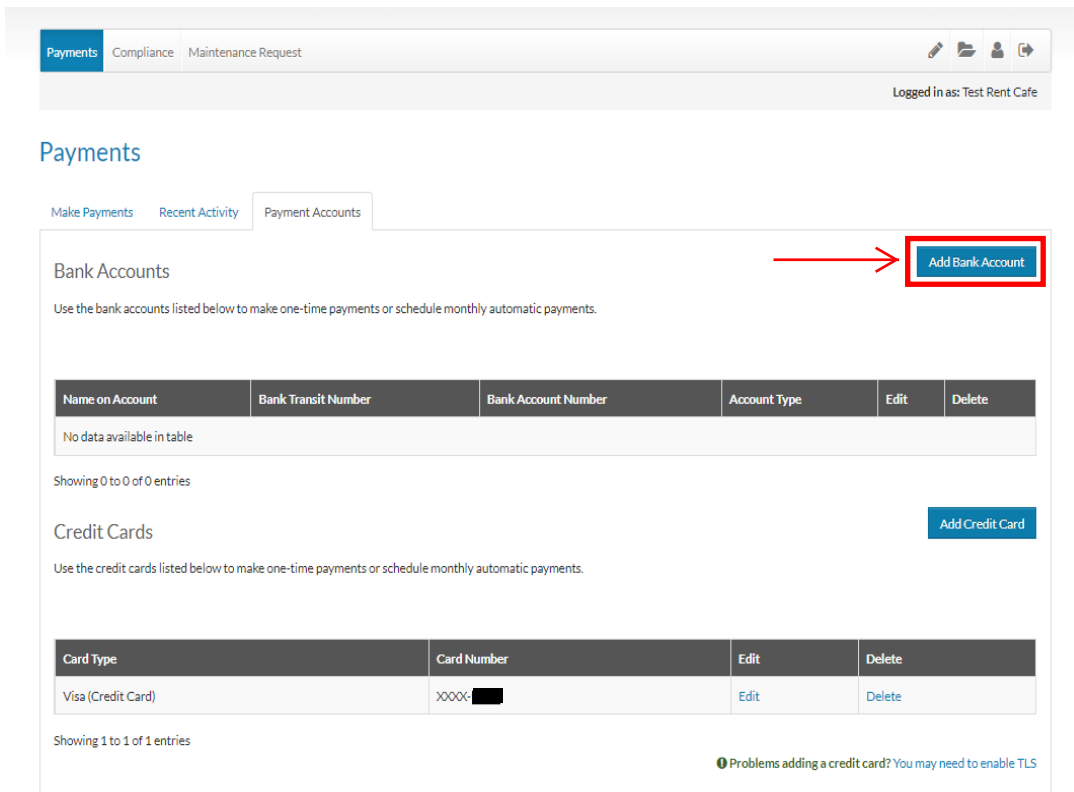 Payments Compliance Maintenance Request
Logged in as: Test Rent Cafe
Payments
Make Payments Recent Activity Payment Accounts
Bank Accounts
Add Bank Account
Use the bank accounts listed below to make one-time payments or schedule monthly automatic payments.
Name on Account Bank Transit Number Bank Account Number Account Type Edit Delete
No data available in table
Showing 0 to 0 of 0 entries
Credit Cards
Add Credit Card
Use the credit cards listed below to make one-time payments or schedule monthly automatic payments.
Card Type Card Number Edit Delete
Visa (Credit Card) XXXX- Edit Delete
Showing 1 to 1 of 1 entries
Problems adding a credit card? You may need to enable TLS